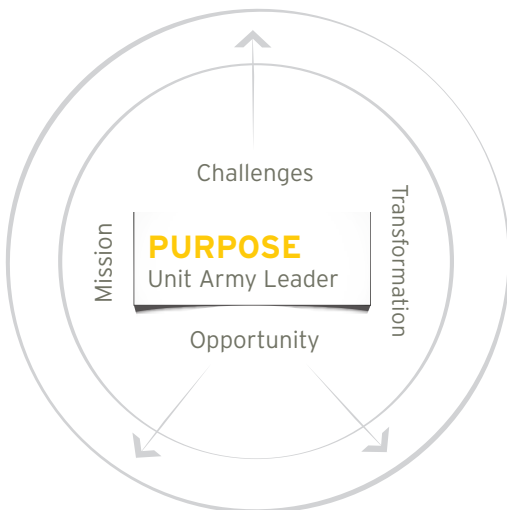 Challenges
Mission
PURPOSE
Unit Army Leader
Transformation
Opportunity